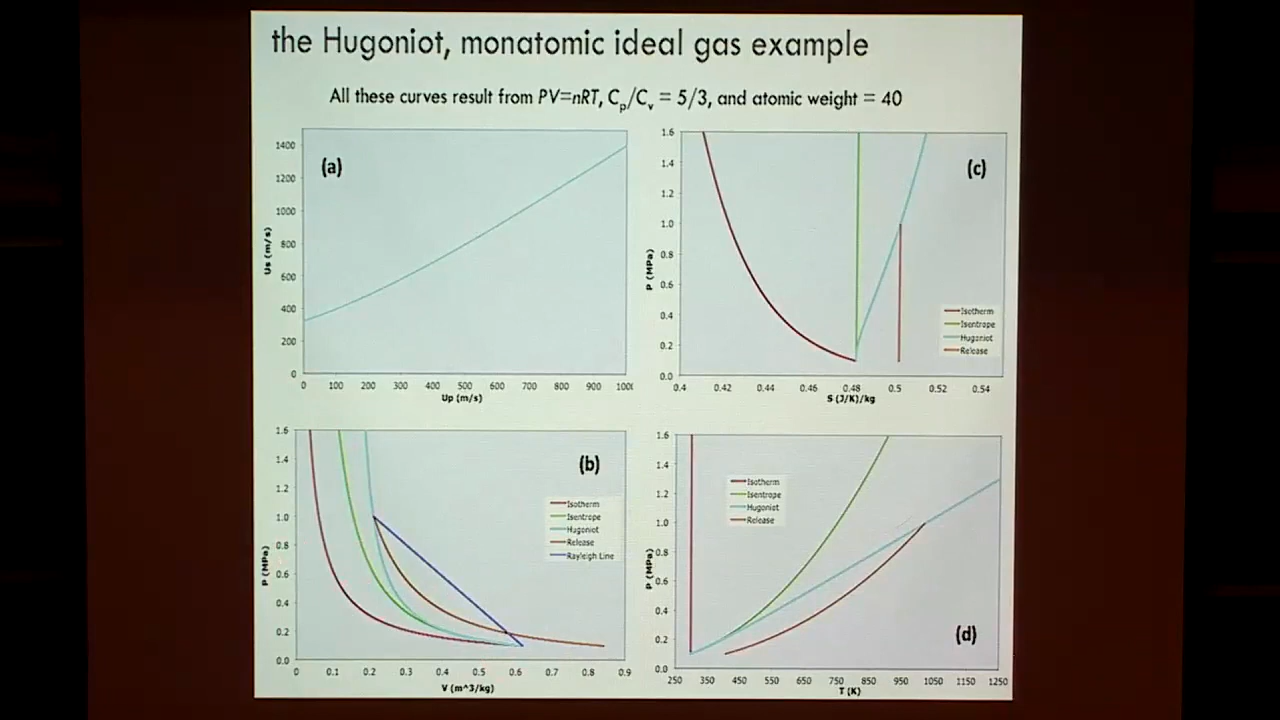 the Hugoniot, monatomic ideal gas example
All these curves result from PV=nRT, Cp/Cv = 5/3, and atomic weight = 40
(a)
1400
1200
1000
800
600
400
200
0
Us (m/s)
0 100 200 300 400 500 600 700 800 900 100
Up (m/s)
(c)
1.6
1.4
1.2
1.0
0.8
0.6
0.4
0.2
0.0
P (MPa)
Isotherm
Isentrope
Hugoniot
Release
0.4 0.42 0.44 0.46 0.48 0.5 0.52 0.54
S (J/K)/kg
(b)
1.6
1.4
1.2
1.0
0.8
0.6
0.4
0.2
0.0
P (MPa)
Isotherm
Isentrope
Hugoniot
Release
Rayleigh Line
0 0.1 0.2 0.3 0.4 0.5 0.6 0.7 0.8 0.9
V (m^3/kg)
(d)
1.6
1.4
1.2
1.0
0.8
0.6
0.4
0.2
0.0
P (MPa)
Isotherm
Isentrope
Hugoniot
Release
250 350 450 550 650 750 850 950 1050 1150 1250
T (K)